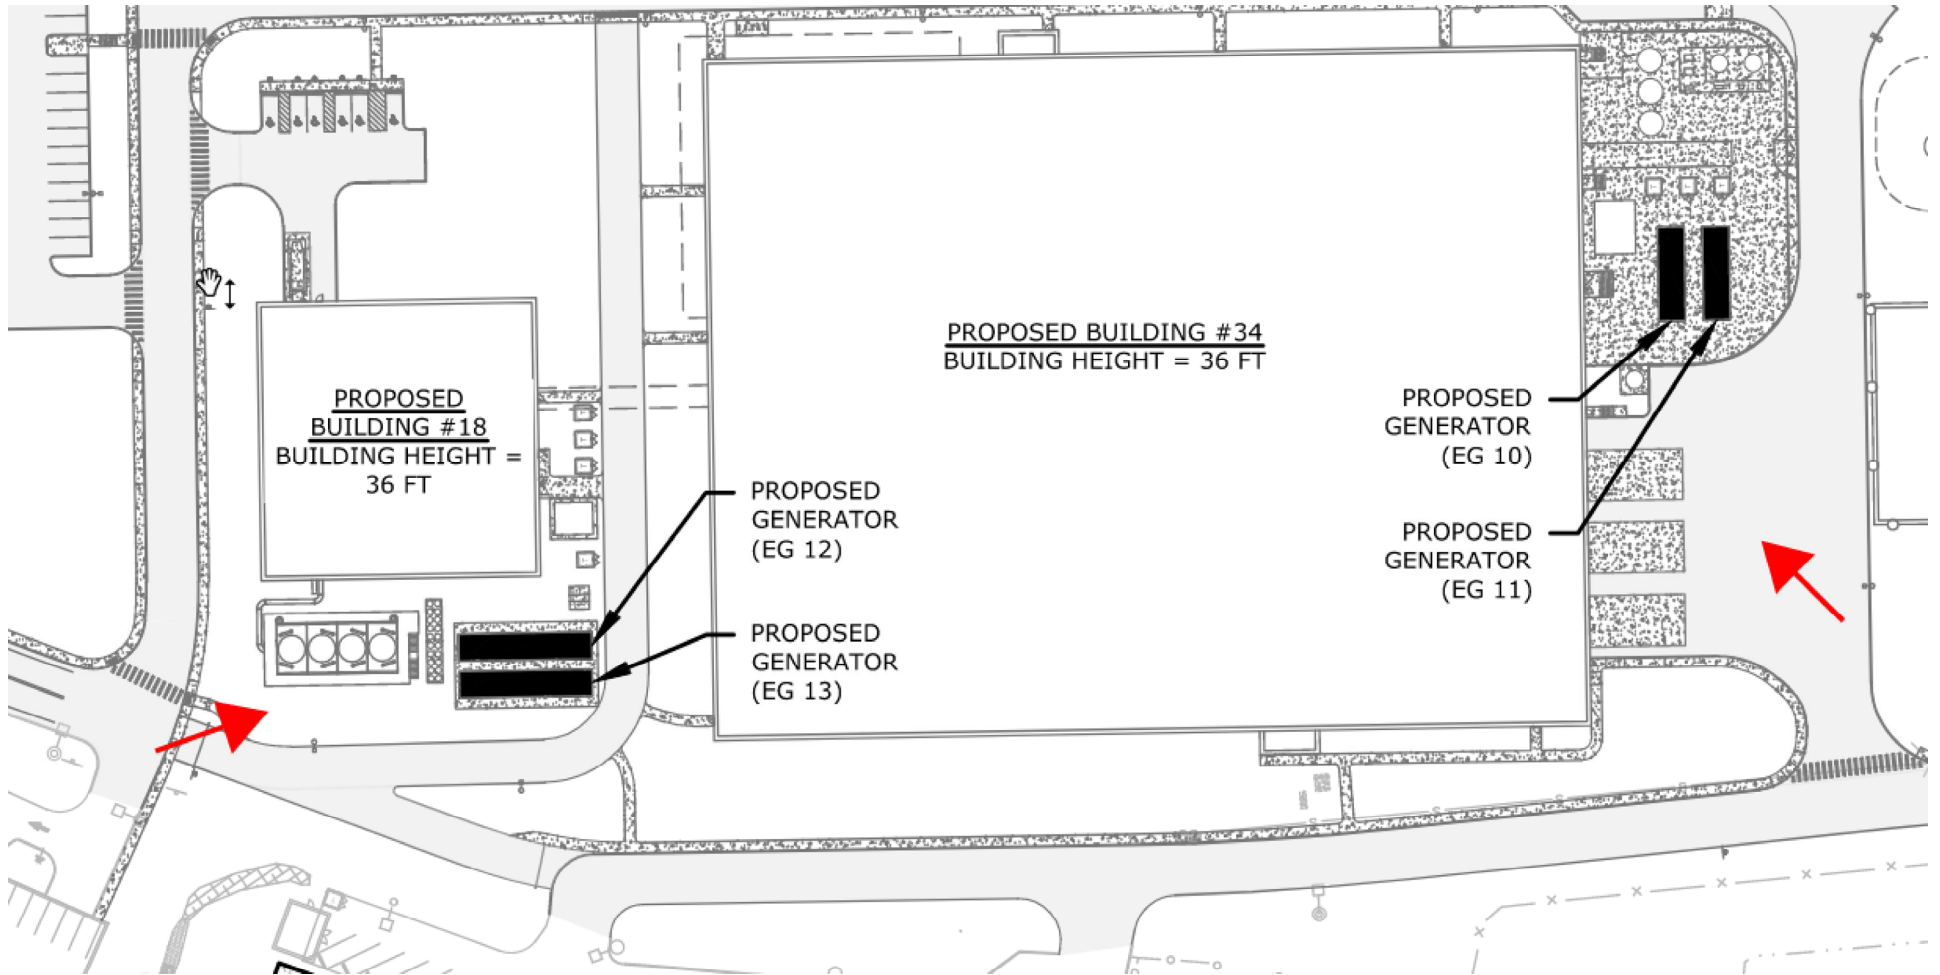 PROPOSED BUILDING #34
BUILDING HEIGHT = 36 FT
PROPOSED
BUILDING #18
BUILDING HEIGHT =
36 FT
PROPOSED
GENERATOR
(EG 10)
PROPOSED
GENERATOR
(EG 12)
PROPOSED
GENERATOR
(EG 11)
PROPOSED
GENERATOR
(EG 13)